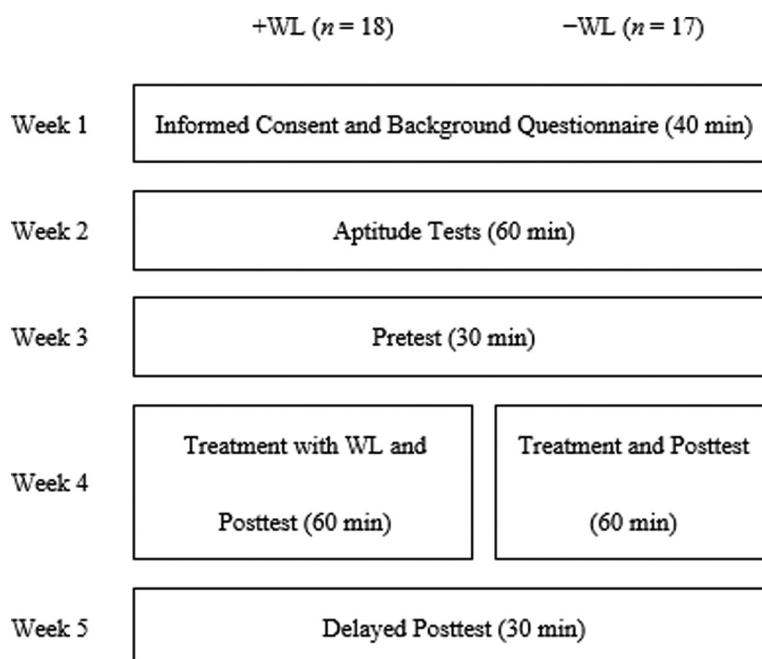 +WL (n = 18) −WL (n = 17)
Week 1 Informed Consent and Background Questionnaire (40 min)
Week 2 Aptitude Tests (60 min)
Week 3 Pretest (30 min)
Week 4
Treatment with WL and
Posttest (60 min)
Treatment and Posttest
(60 min)
Week 5 Delayed Posttest (30 min)